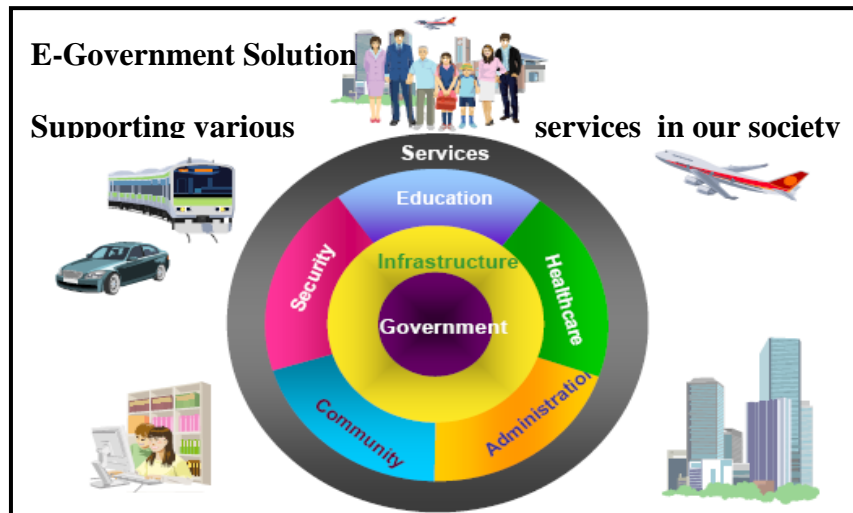 E-Government Solution
Supporting various services in our society
Services
Education
Security
Infrastructure
Healthcare
Government
Community
Administration